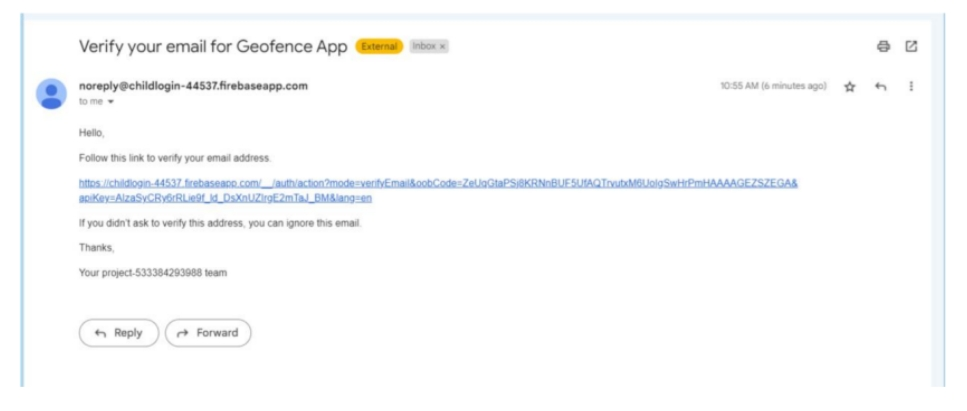 Verify your email for Geofence App External Inbox ×
noreply@childlogin-44537.firebaseapp.com 10:55 AM (6 minutes ago)
to me
Hello,
Follow this link to verify your email address.
https://childlogin-44537.firebaseapp.com/__/auth/action?mode=verifyEmail&oobCode=ZeUqGtaPSj8KRNnBUF5UfAQTrvutxM6UolgSwHrPmHAAAAGEZSZEGA&
apiKey=AIzaSyCRy6rRLie9f_ld_DsXnUZIrgE2mTaJ_BM&lang=en
If you didn't ask to verify this address, you can ignore this email.
Thanks,
Your project-533384293988 team
Reply Forward